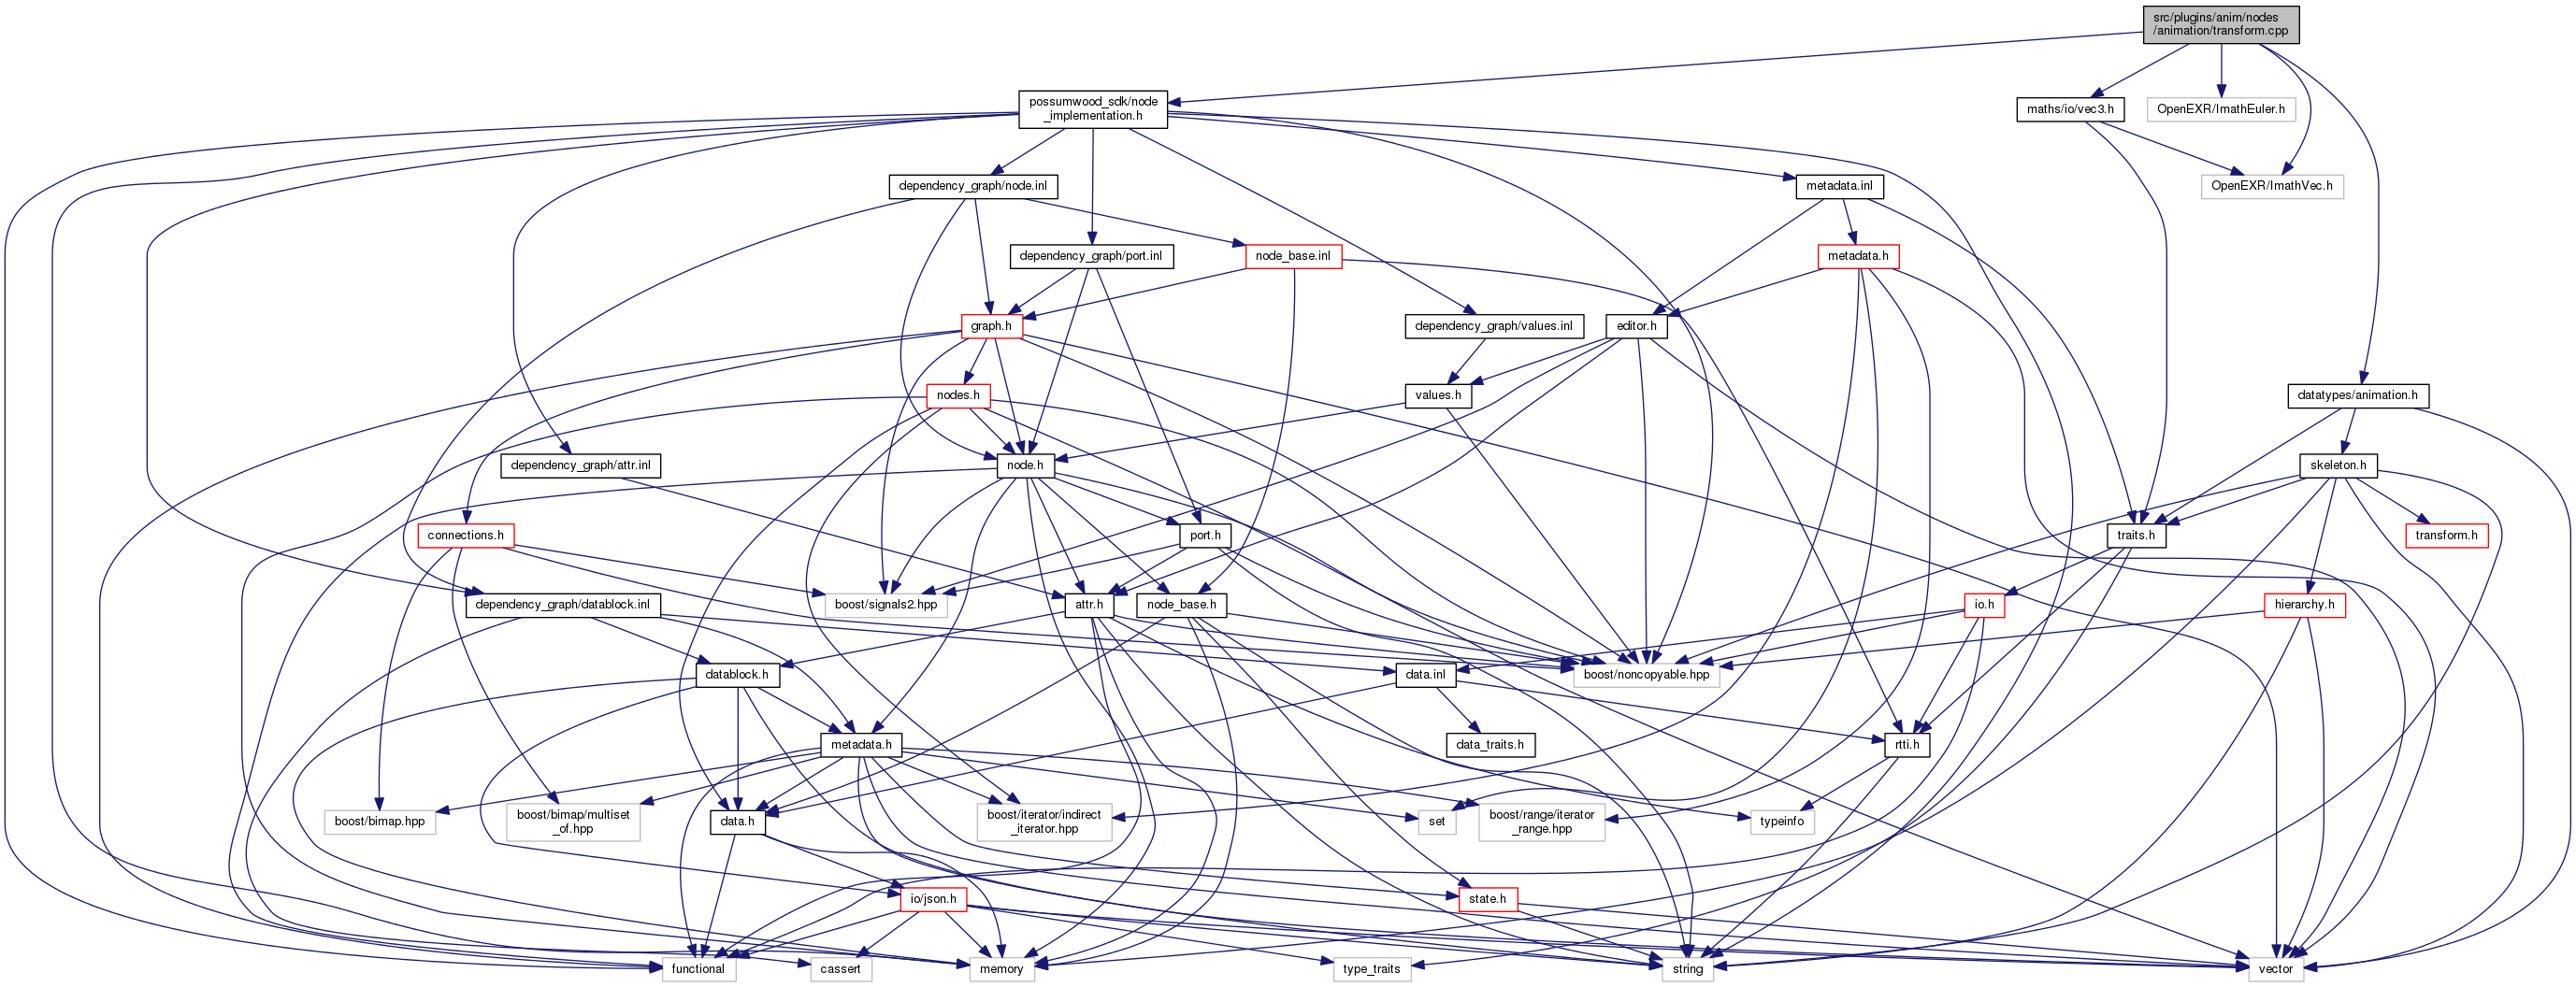 src/plugins/anim/nodes
/animation/transform.cpp
possumwood_sdk/node
_implementation.h
maths/io/vec3.h
OpenEXR/ImathEuler.h
dependency_graph/node.inl
metadata.inl
OpenEXR/ImathVec.h
dependency_graph/port.inl
node_base.inl
metadata.h
graph.h
dependency_graph/values.inl
editor.h
nodes.h
values.h
datatypes/animation.h
dependency_graph/attr.inl
node.h
skeleton.h
connections.h
port.h
traits.h
transform.h
dependency_graph/datablock.inl
boost/signals2.hpp
attr.h
node_base.h
io.h
hierarchy.h
datablock.h
data.inl
boost/noncopyable.hpp
metadata.h
data_traits.h
rtti.h
boost/bimap.hpp
boost/bimap/multiset
_of.hpp
data.h
boost/iterator/indirect
_iterator.hpp
set
boost/range/iterator
_range.hpp
typeinfo
io/json.h
state.h
functional
cassert
memory
type_traits
string
vector